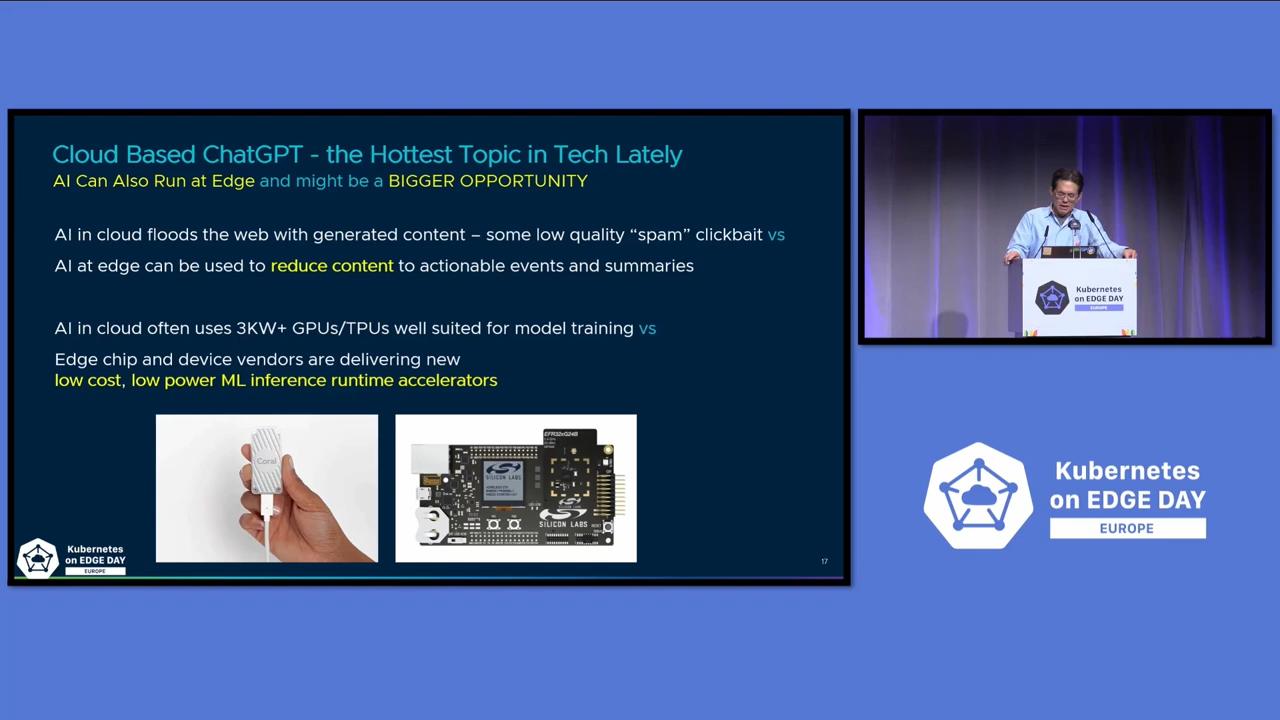 Cloud Based ChatGPT - the Hottest Topic in Tech Lately
AI Can Also Run at Edge and might be a BIGGER OPPORTUNITY
AI in cloud floods the web with generated content – some low quality “spam” clickbait vs
AI at edge can be used to reduce content to actionable events and summaries
AI in cloud often uses 3KW+ GPUs/TPUs well suited for model training vs
Edge chip and device vendors are delivering new
low cost, low power ML inference runtime accelerators
Coral
EFR32xG24B
SILICON LABS
SILICON LABS
Kubernetes
on EDGE DAY
EUROPE
17
Kubernetes
on EDGE DAY
EUROPE
Kubernetes
on EDGE DAY
EUROPE